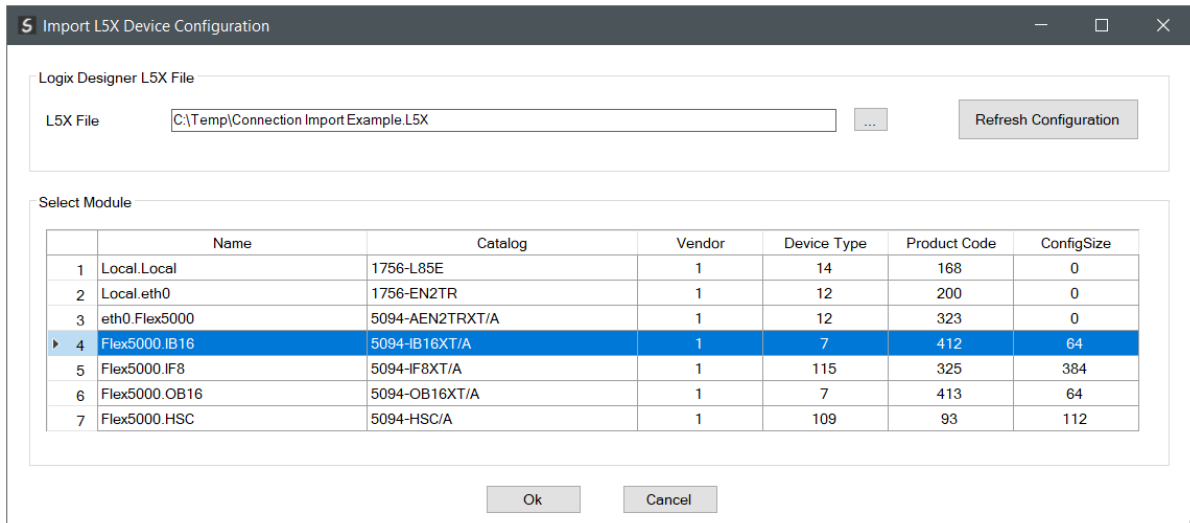 S Import L5X Device Configuration
Logix Designer L5X File
L5X File C:\Temp\Connection Import Example.L5X ... Refresh Configuration
Select Module
Name Catalog Vendor Device Type Product Code ConfigSize
1 Local.Local 1756-L85E 1 14 168 0
2 Local.eth0 1756-EN2TR 1 12 200 0
3 eth0.Flex5000 5094-AEN2TRXT/A 1 12 323 0
4 Flex5000.IB16 5094-IB16XT/A 1 7 412 64
5 Flex5000.IF8 5094-IF8XT/A 1 115 325 384
6 Flex5000.OB16 5094-OB16XT/A 1 7 413 64
7 Flex5000.HSC 5094-HSC/A 1 109 93 112
Ok Cancel